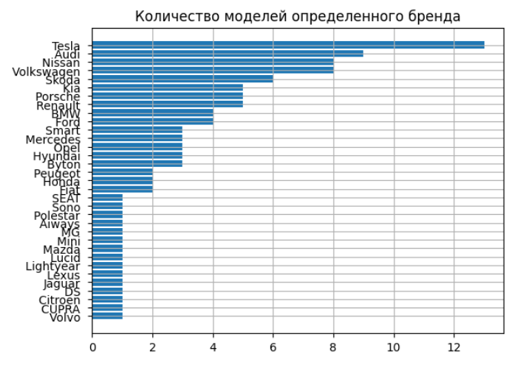 Количество моделей определенного бренда
Tesla
Audi
Nissan
Volkswagen
Skoda
Kia
Porsche
Renault
BMW
Ford
Smart
Mercedes
Opel
Hyundai
Byton
Peugeot
Honda
Fiat
SEAT
Sono
Polestar
Aiways
MG
Mini
Mazda
Lucid
Lightyear
Lexus
Jaguar
DS
Citroen
CUPRA
Volvo
0 2 4 6 8 10 12